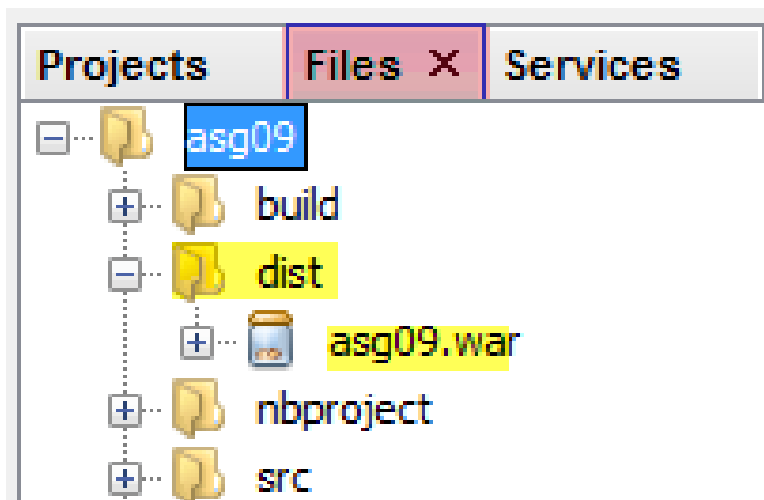 Projects Files X Services
asg09
build
dist
asg09.war
nbproject
src